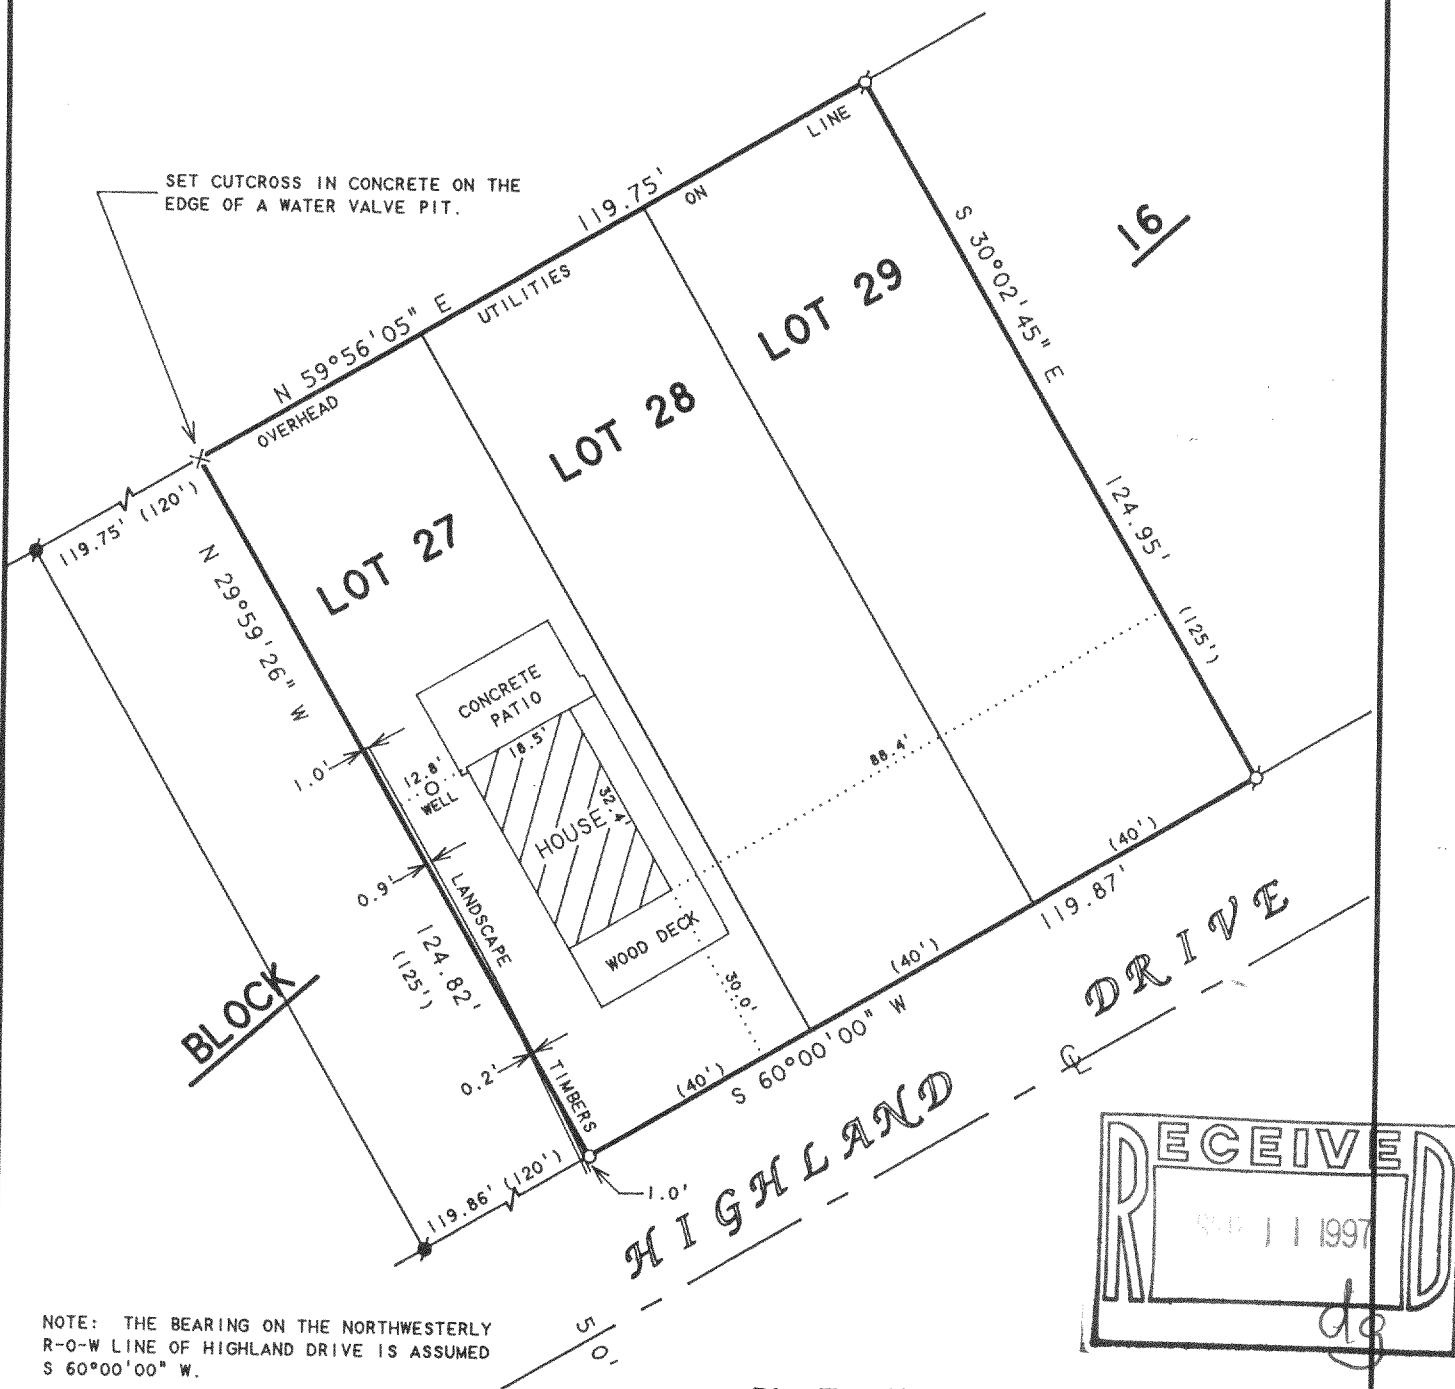 SET CUTCROSS IN CONCRETE ON THE
EDGE OF A WATER VALVE PIT.
LINE
ON
119.75'
UTILITIES
N 59°56'05" E
OVERHEAD
S 30°02'45" E
16
LOT 29
LOT 28
LOT 27
119.75' (120')
N 29°59'26" W
124.95'
(125')
CONCRETE
PATIO
18.5'
12.8'
WELL
1.0'
32.4'
HOUSE
88.4'
0.9'
LANDSCAPE
124.82'
(125')
WOOD DECK
30.0'
(40')
119.87'
(40')
S 60°00'00" W
(40')
BLOCK
0.2'
TIMBERS
119.86' (120')
1.0'
HIGHLAND DRIVE
CL
50'
RECEIVED
11 1997
dg
NOTE: THE BEARING ON THE NORTHWESTERLY
R-O-W LINE OF HIGHLAND DRIVE IS ASSUMED
S 60°00'00" W.